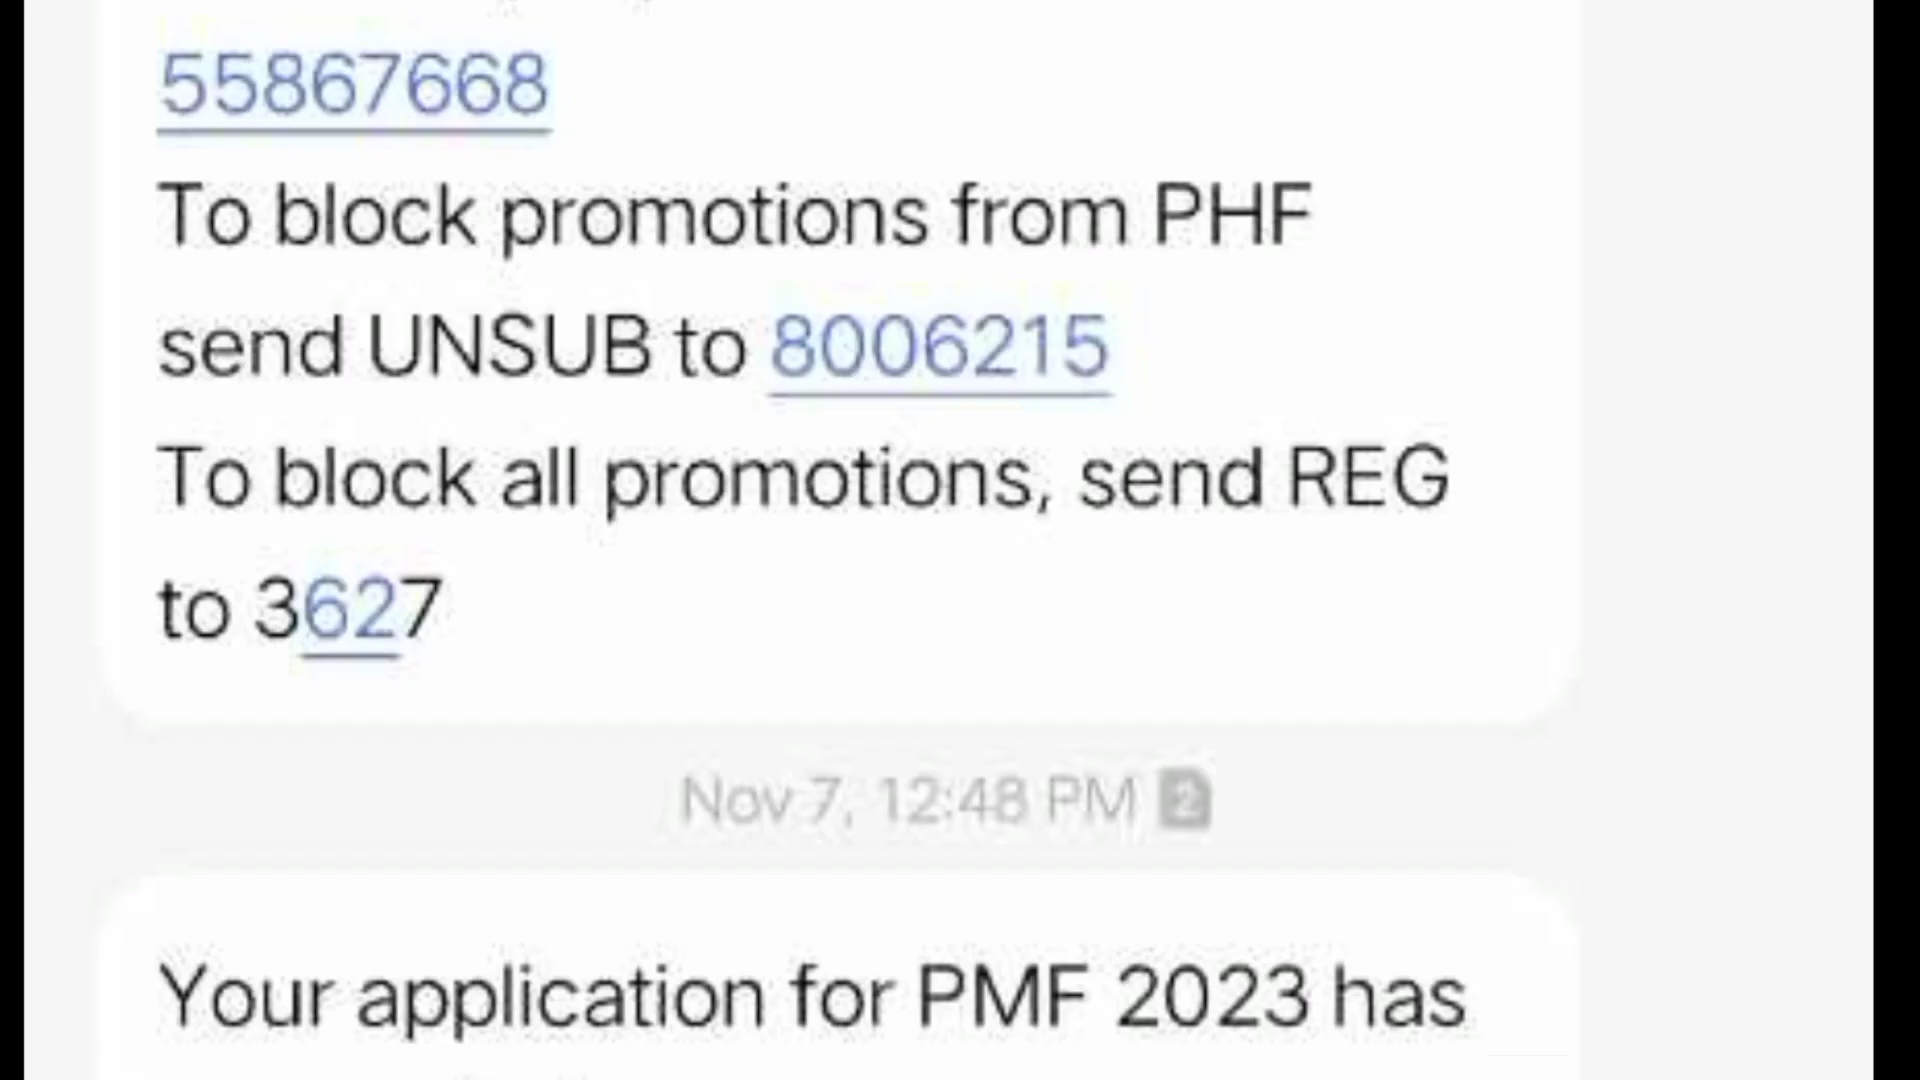 55867668
To block promotions from PHF
send UNSUB to 8006215
To block all promotions, send REG
to 3627
Nov 7, 12:48 PM 2
Your application for PMF 2023 has